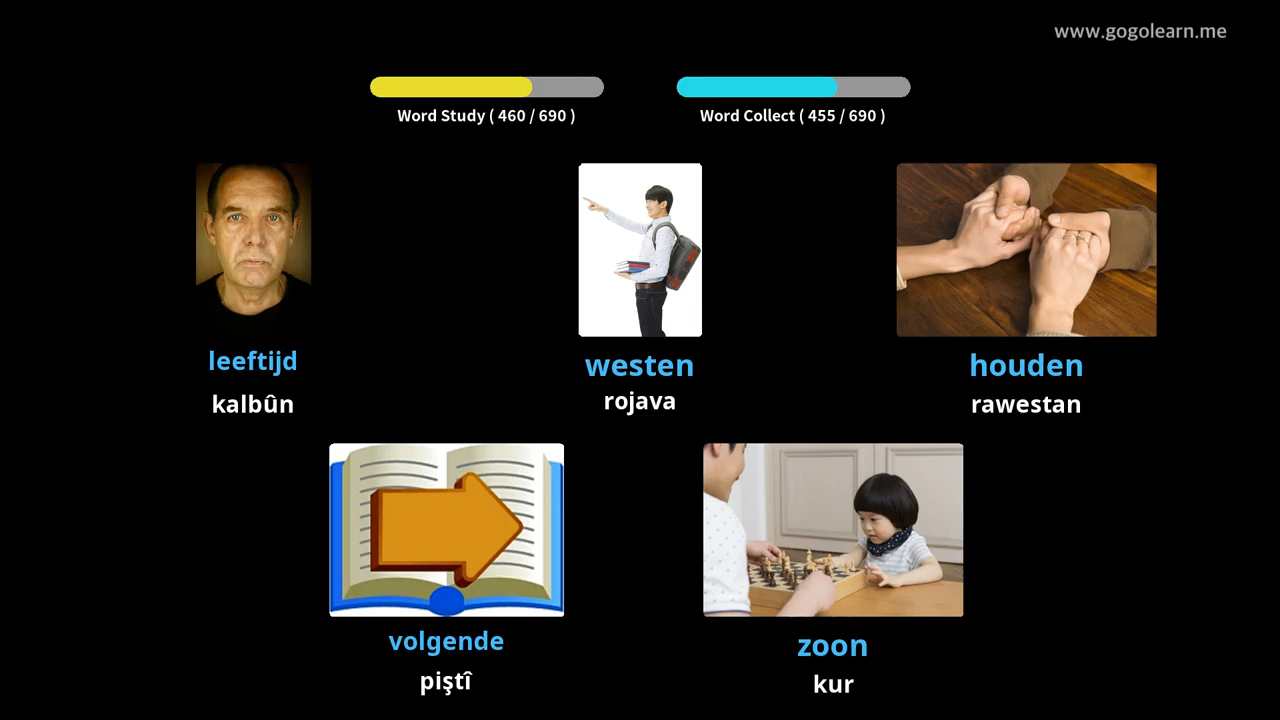 www.gogolearn.me
Word Study ( 460 / 690 )
Word Collect ( 455 / 690 )
leeftijd
kalbûn
westen
rojava
houden
rawestan
volgende
piştî
zoon
kur